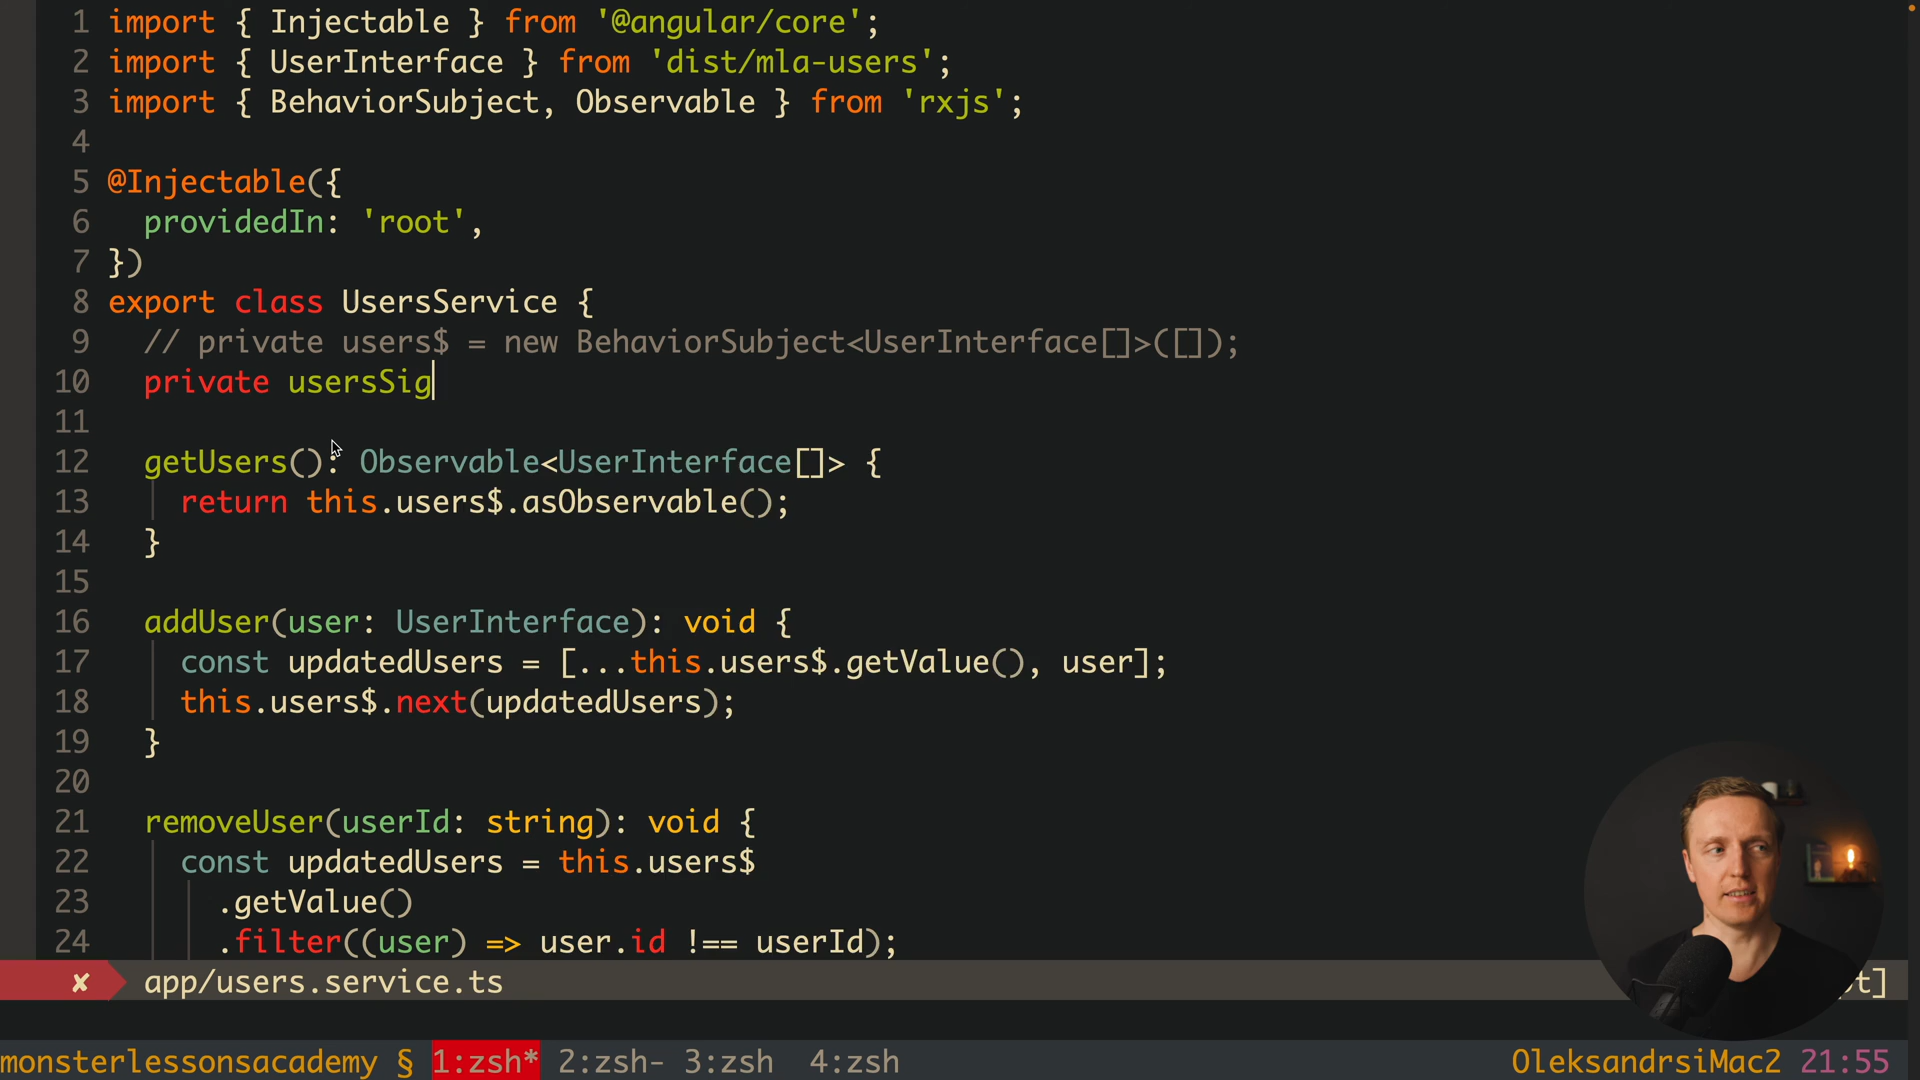 1 import { Injectable } from '@angular/core';
2 import { UserInterface } from 'dist/mla-users';
3 import { BehaviorSubject, Observable } from 'rxjs';
4
5 @Injectable({
6   providedIn: 'root',
7 })
8 export class UsersService {
9   // private users$ = new BehaviorSubject<UserInterface[]>([]);
10   private usersSig
11
12   getUsers(): Observable<UserInterface[]> {
13     return this.users$.asObservable();
14   }
15
16   addUser(user: UserInterface): void {
17     const updatedUsers = [...this.users$.getValue(), user];
18     this.users$.next(updatedUsers);
19   }
20
21   removeUser(userId: string): void {
22     const updatedUsers = this.users$
23       .getValue()
24       .filter((user) => user.id !== userId);
✘ app/users.service.ts
monsterlessonsacademy § 1:zsh* 2:zsh- 3:zsh 4:zsh OleksandrsiMac2 21:55